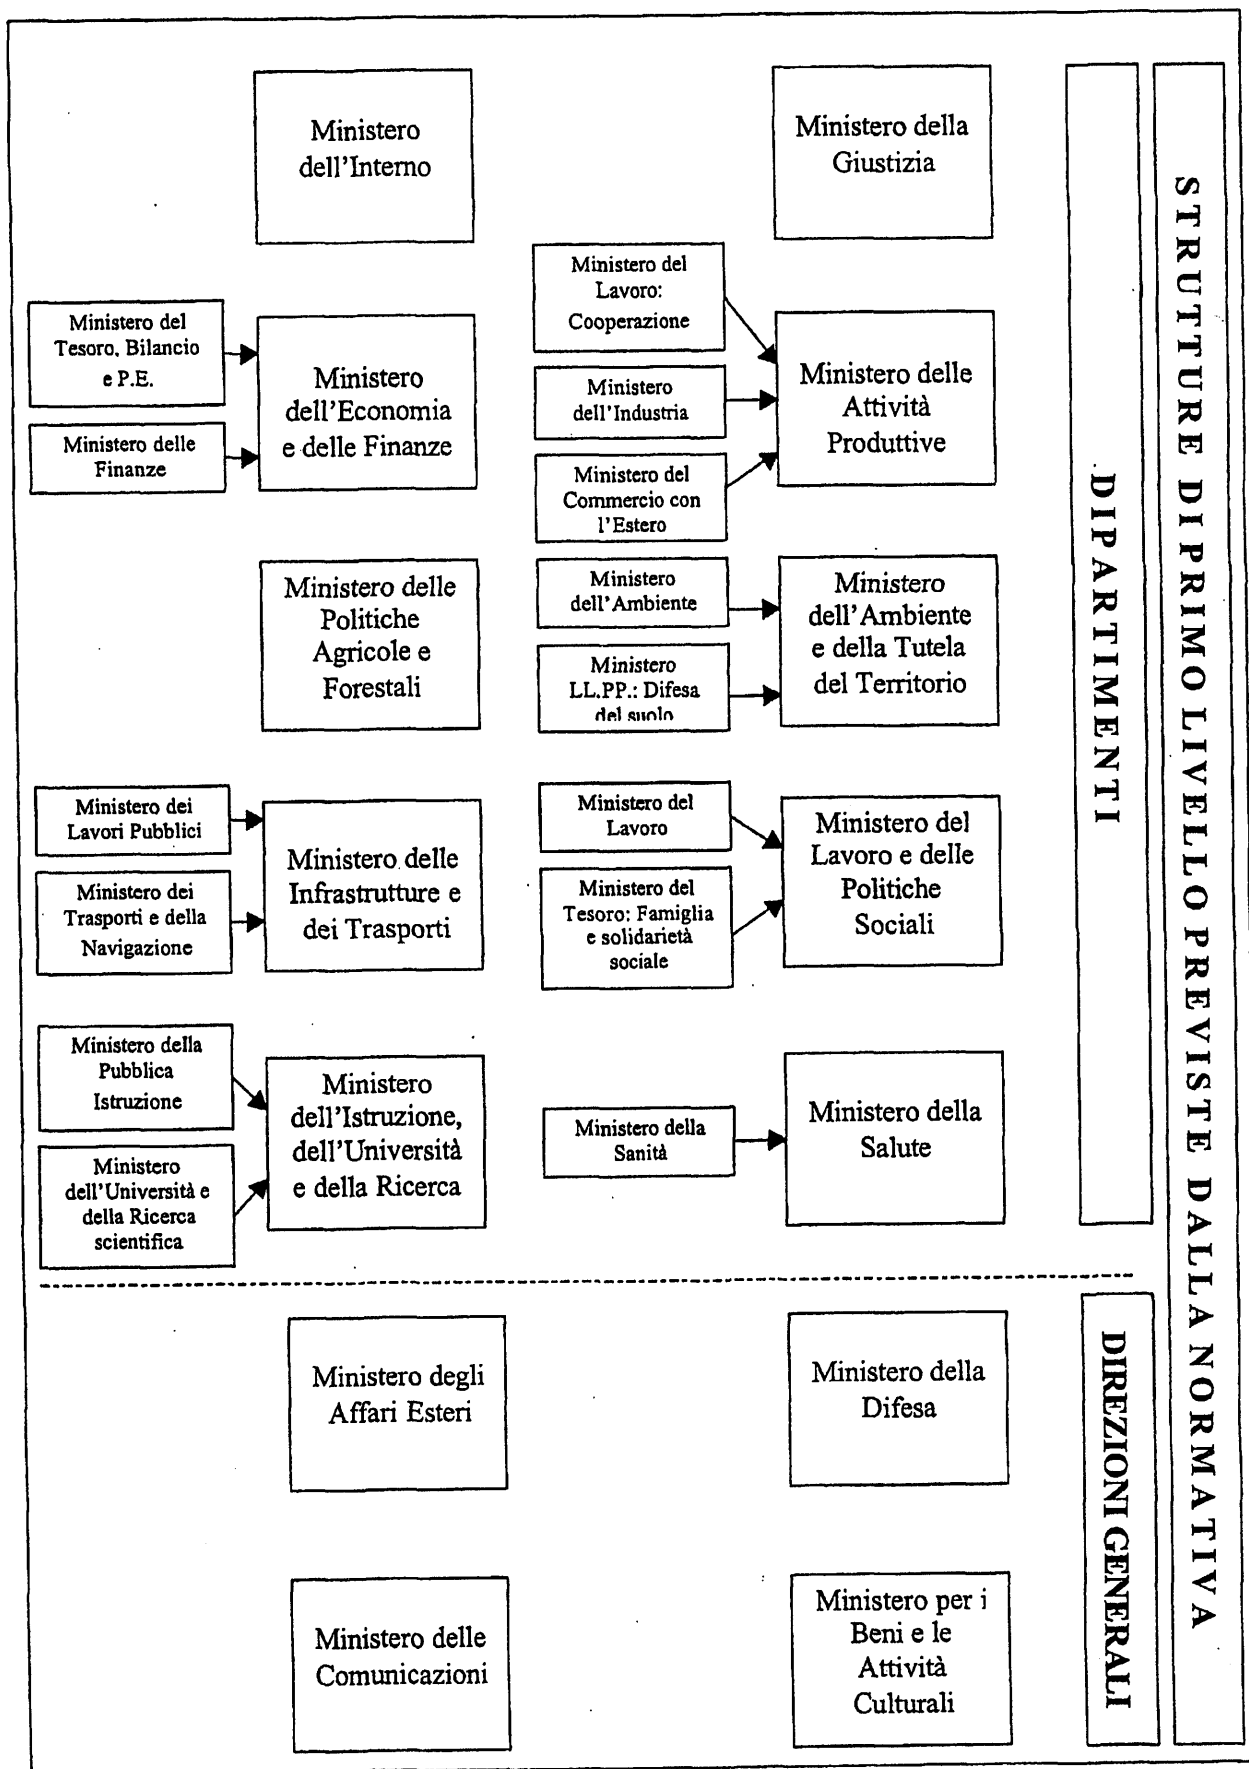 Ministero
dell'Interno
Ministero della
Giustizia
Ministero del
Tesoro, Bilancio
e P.E.
Ministero delle
Finanze
Ministero
dell'Economia
e delle Finanze
Ministero del
Lavoro:
Cooperazione
Ministero
dell'Industria
Ministero del
Commercio con
l'Estero
Ministero delle
Attività
Produttive
Ministero delle
Politiche
Agricole e
Forestali
Ministero
dell'Ambiente
Ministero
LL.PP.: Difesa
del suolo
Ministero
dell'Ambiente
e della Tutela
del Territorio
Ministero dei
Lavori Pubblici
Ministero dei
Trasporti e della
Navigazione
Ministero delle
Infrastrutture e
dei Trasporti
Ministero del
Lavoro
Ministero del
Tesoro: Famiglia
e solidarietà
sociale
Ministero del
Lavoro e delle
Politiche
Sociali
Ministero della
Pubblica
Istruzione
Ministero
dell'Università e
della Ricerca
scientifica
Ministero
dell'Istruzione,
dell'Università
e della Ricerca
Ministero della
Sanità
Ministero della
Salute
Ministero degli
Affari Esteri
Ministero della
Difesa
Ministero delle
Comunicazioni
Ministero per i
Beni e le
Attività
Culturali
DIPARTIMENTI
DIREZIONI GENERALI
STRUTTURE DI PRIMO LIVELLO PREVISTE DALLA NORMATIVA